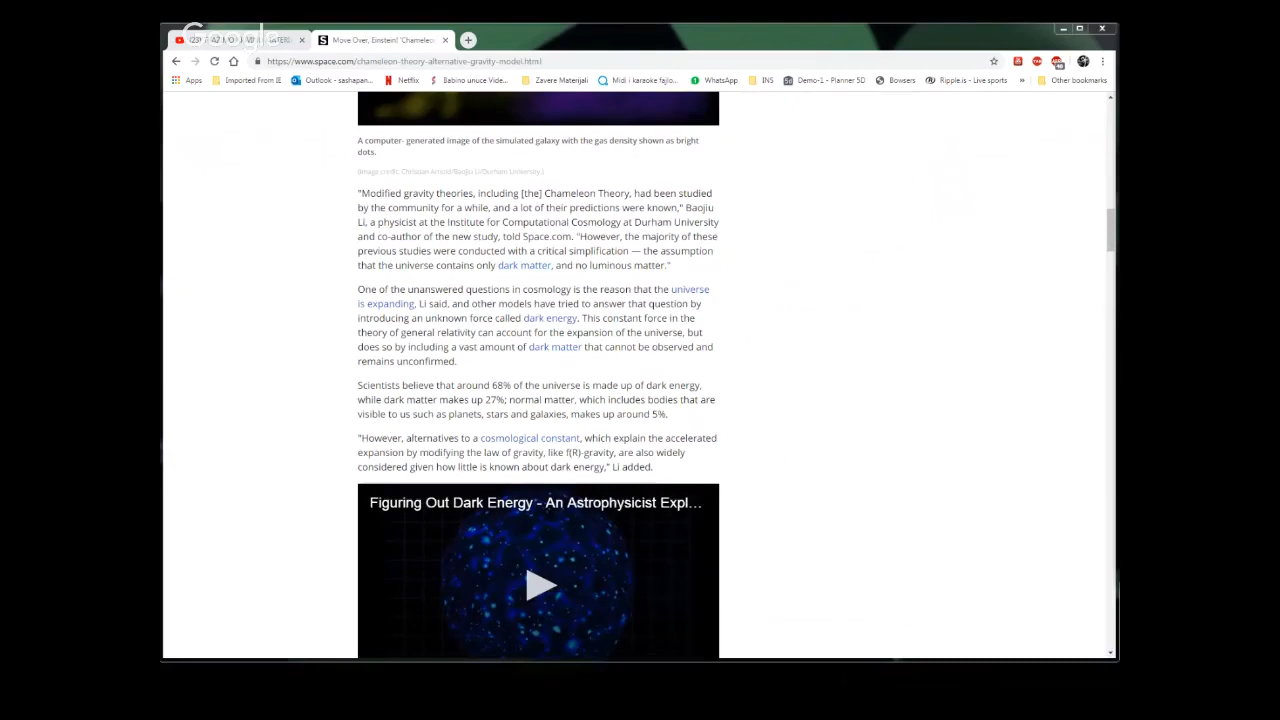 Google
Move Over, Einstein! 'Chameleo
https://www.space.com/chameleon-theory-alternative-gravity-model.html
Apps Imported From IE Outlook - sashapan... Netflix Babino unuce Vide... Zavere Materijali Midi i karaoke fajlo... WhatsApp INS Demo-1 - Planner 5D Bowsers Ripple.is - Live sports » Other bookmarks
A computer- generated image of the simulated galaxy with the gas density shown as bright
dots.
(Image credit: Christian Arnold/Baojiu Li/Durham University )
"Modified gravity theories, including [the] Chameleon Theory, had been studied
by the community for a while, and a lot of their predictions were known," Baojiu
Li, a physicist at the Institute for Computational Cosmology at Durham University
and co-author of the new study, told Space.com. "However, the majority of these
previous studies were conducted with a critical simplification — the assumption
that the universe contains only dark matter, and no luminous matter."
One of the unanswered questions in cosmology is the reason that the universe
is expanding, Li said, and other models have tried to answer that question by
introducing an unknown force called dark energy. This constant force in the
theory of general relativity can account for the expansion of the universe, but
does so by including a vast amount of dark matter that cannot be observed and
remains unconfirmed.
Scientists believe that around 68% of the universe is made up of dark energy,
while dark matter makes up 27%; normal matter, which includes bodies that are
visible to us such as planets, stars and galaxies, makes up around 5%.
"However, alternatives to a cosmological constant, which explain the accelerated
expansion by modifying the law of gravity, like f(R)-gravity, are also widely
considered given how little is known about dark energy," Li added.
Figuring Out Dark Energy - An Astrophysicist Expl...